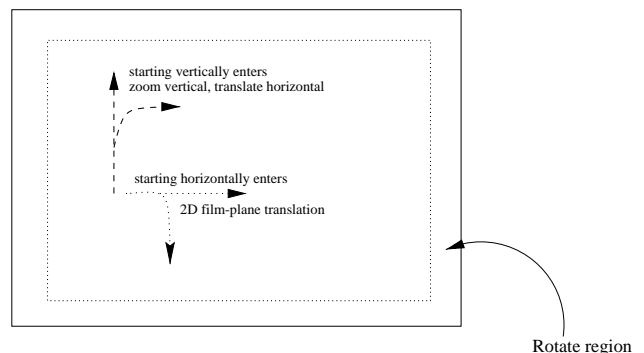 starting vertically enters
zoom vertical, translate horizontal
starting horizontally enters
2D film-plane translation
Rotate region